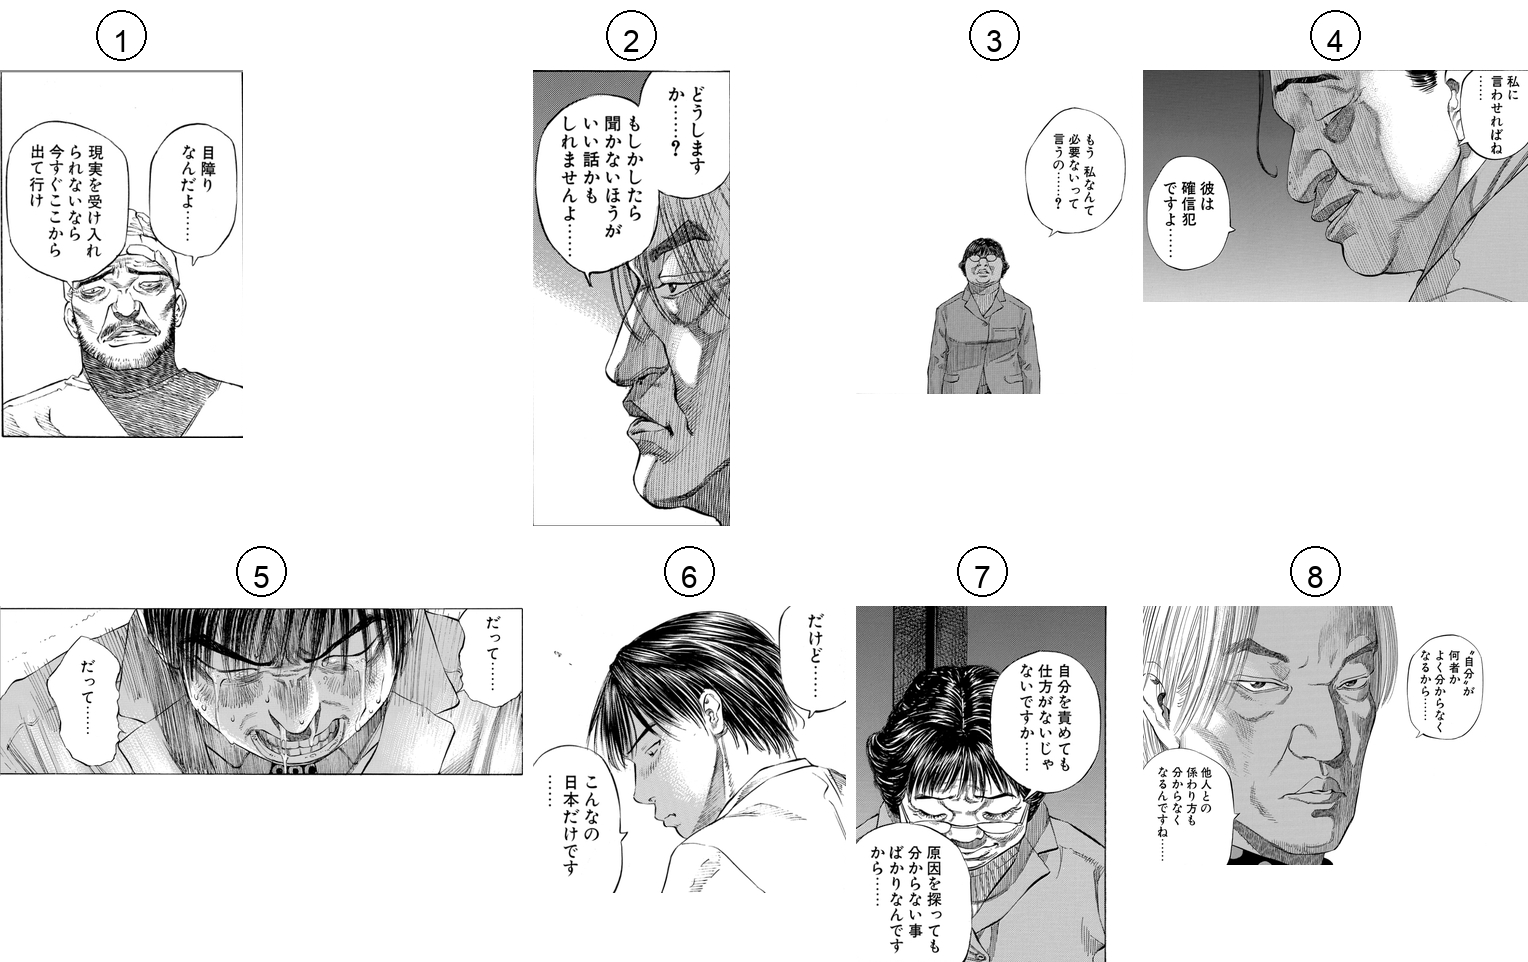 1
目障り
なんだよ……
現実を受け入れ
られないなら
今すぐここから
出て行け
2
どうします
か………?
もしかしたら
聞かないほうが
いい話かも
しれませんよ……
3
もう 私なんて
必要ないって
言うの……?
4
私に
言わせればね
……
彼は
確信犯
ですよ……
5
だって……
だって……
6
だけど……
こんなの
日本だけです
……
7
自分を責めても
仕方がないじゃ
ないですか……
原因を探っても
分からない事
ばかりなんです
から……
8
〝自分〟が
何者か
よく分からなく
なるから……
他人との
係わり方も
分からなく
なるんですね……